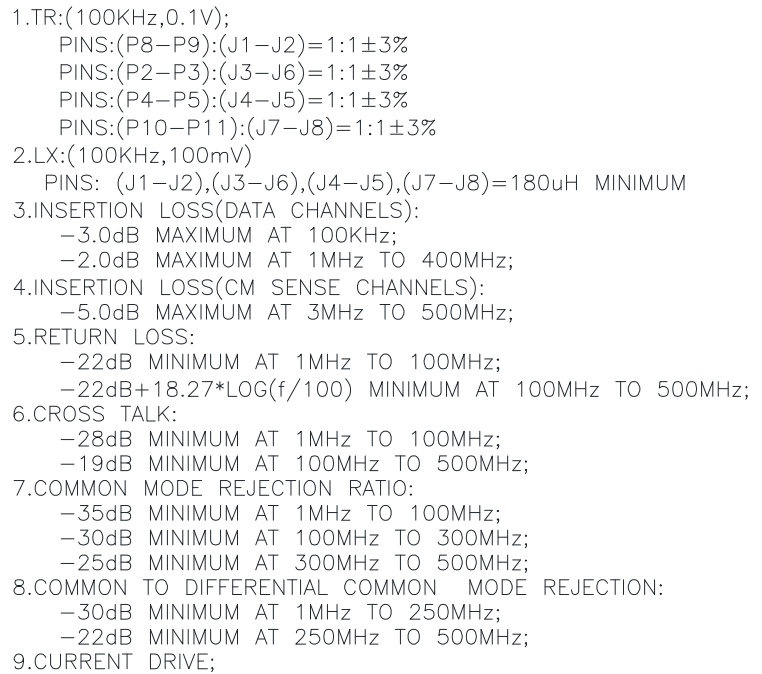 1.TR:(100KHz,0.1V);
PINS:(P8-P9):(J1-J2)=1:1±3%
PINS:(P2-P3):(J3-J6)=1:1±3%
PINS:(P4-P5):(J4-J5)=1:1±3%
PINS:(P10-P11):(J7-J8)=1:1±3%
2.LX:(100KHz,100mV)
PINS: (J1-J2),(J3-J6),(J4-J5),(J7-J8)=180uH MINIMUM
3.INSERTION LOSS(DATA CHANNELS):
-3.0dB MAXIMUM AT 100KHz;
-2.0dB MAXIMUM AT 1MHz TO 400MHz;
4.INSERTION LOSS(CM SENSE CHANNELS):
-5.0dB MAXIMUM AT 3MHz TO 500MHz;
5.RETURN LOSS:
-22dB MINIMUM AT 1MHz TO 100MHz;
-22dB+18.27*LOG(f/100) MINIMUM AT 100MHz TO 500MHz;
6.CROSS TALK:
-28dB MINIMUM AT 1MHz TO 100MHz;
-19dB MINIMUM AT 100MHz TO 500MHz;
7.COMMON MODE REJECTION RATIO:
-35dB MINIMUM AT 1MHz TO 100MHz;
-30dB MINIMUM AT 100MHz TO 300MHz;
-25dB MINIMUM AT 300MHz TO 500MHz;
8.COMMON TO DIFFERENTIAL COMMON MODE REJECTION:
-30dB MINIMUM AT 1MHz TO 250MHz;
-22dB MINIMUM AT 250MHz TO 500MHz;
9.CURRENT DRIVE;